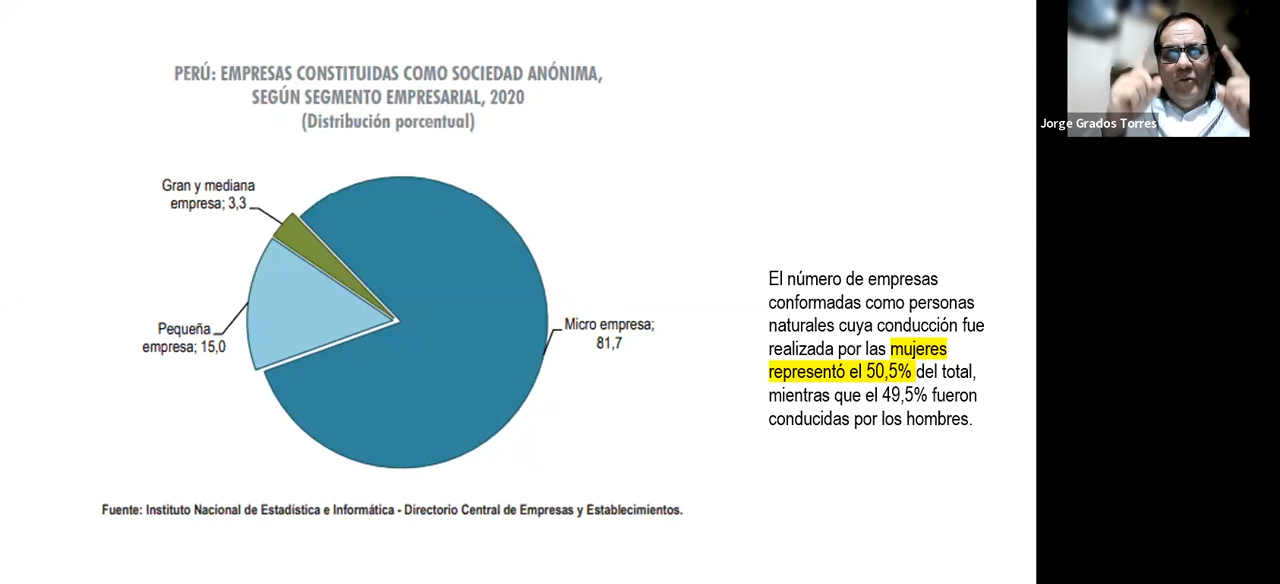 PERÚ: EMPRESAS CONSTITUIDAS COMO SOCIEDAD ANÓNIMA,
SEGÚN SEGMENTO EMPRESARIAL, 2020
(Distribución porcentual)
Gran y mediana
empresa; 3,3
Pequeña
empresa; 15,0
Micro empresa;
81,7
El número de empresas
conformadas como personas
naturales cuya conducción fue
realizada por las mujeres
representó el 50,5% del total,
mientras que el 49,5% fueron
conducidas por los hombres.
Fuente: Instituto Nacional de Estadística e Informática - Directorio Central de Empresas y Establecimientos.
Jorge Grados Torres